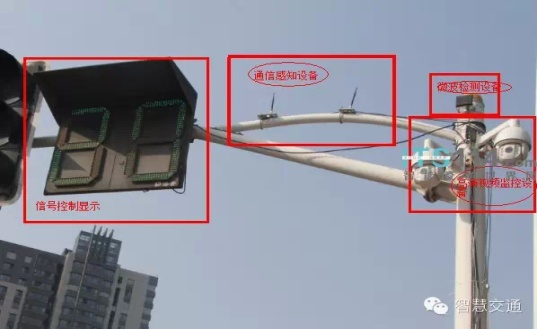 通信感知设备
微波检测设备
高清视频监控设
备
信号控制显示
智慧交通